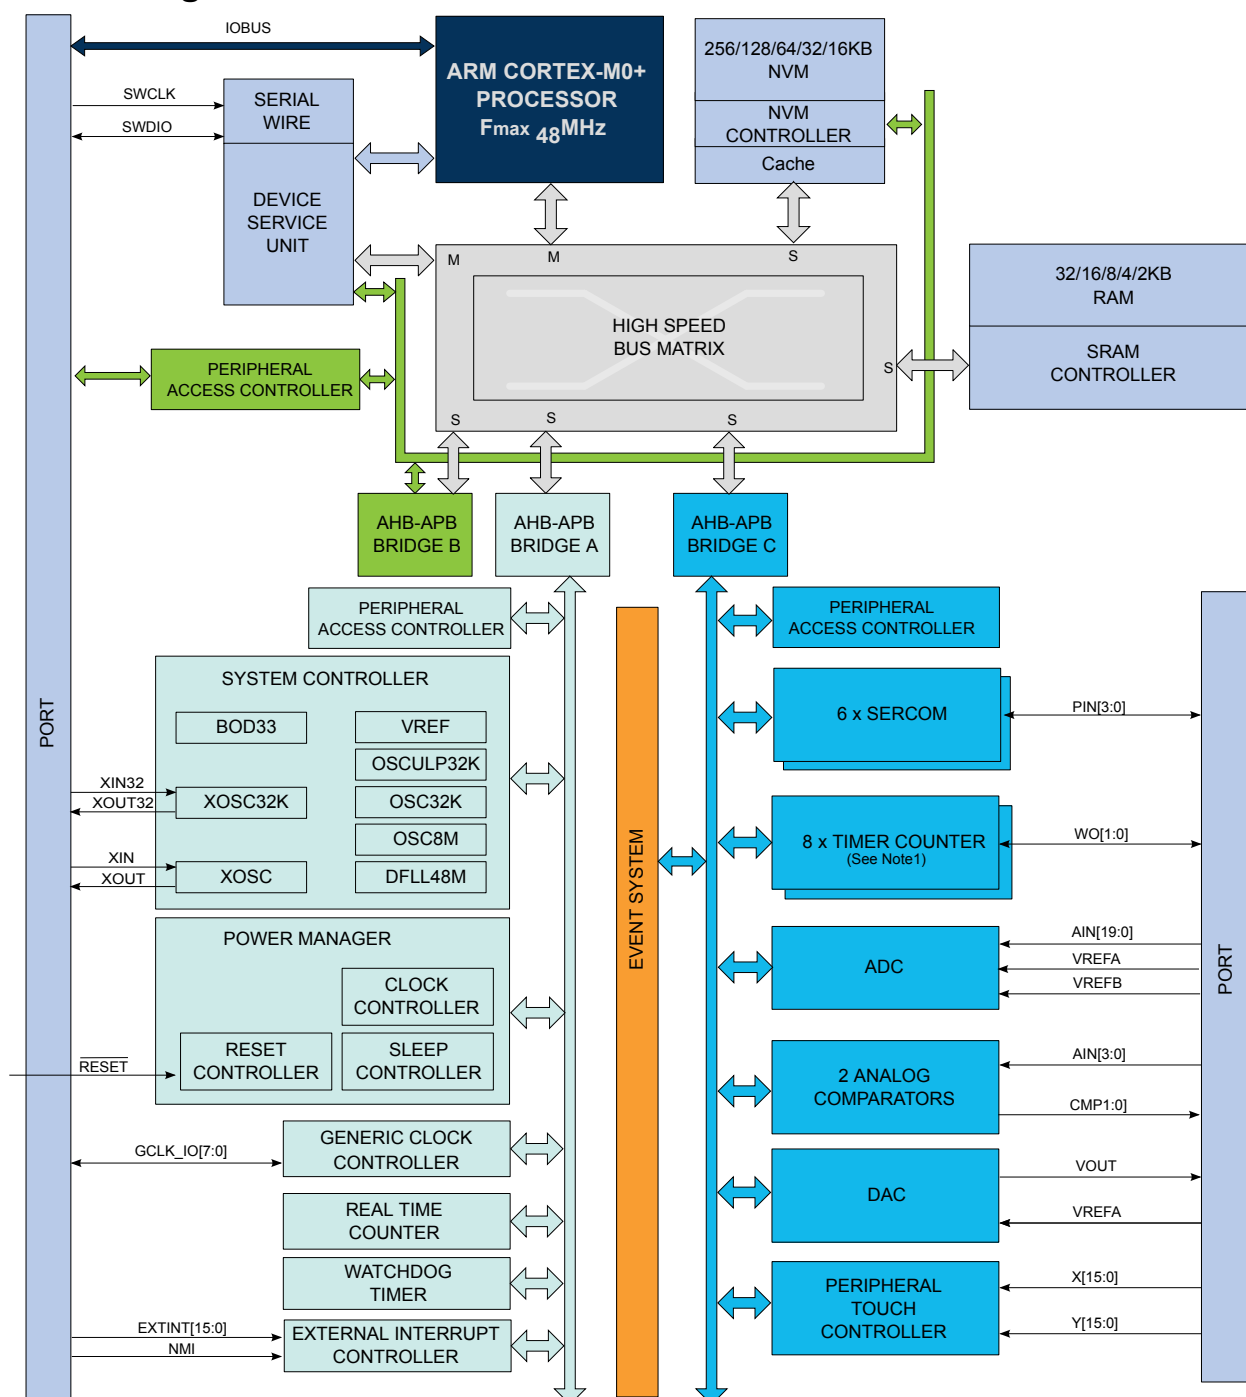 IOBUS
ARM CORTEX-M0+
PROCESSOR
Fmax 48MHz
256/128/64/32/16KB
NVM
NVM
CONTROLLER
Cache
SWCLK
SWDIO
SERIAL
WIRE
DEVICE
SERVICE
UNIT
M
M
S
32/16/8/4/2KB
RAM
SRAM
CONTROLLER
HIGH SPEED
BUS MATRIX
S
PERIPHERAL
ACCESS CONTROLLER
S
S
S
AHB-APB
BRIDGE B
AHB-APB
BRIDGE A
AHB-APB
BRIDGE C
PORT
PERIPHERAL
ACCESS CONTROLLER
PERIPHERAL
ACCESS CONTROLLER
SYSTEM CONTROLLER
BOD33
VREF
OSCULP32K
XIN32
XOUT32
XOSC32K
OSC32K
OSC8M
XIN
XOUT
XOSC
DFLL48M
EVENT SYSTEM
6 x SERCOM
PIN[3:0]
8 x TIMER COUNTER
(See Note1)
WO[1:0]
POWER MANAGER
CLOCK
CONTROLLER
RESET
RESET
CONTROLLER
SLEEP
CONTROLLER
ADC
AIN[19:0]
VREFA
VREFB
PORT
2 ANALOG
COMPARATORS
AIN[3:0]
CMP1:0]
GCLK_IO[7:0]
GENERIC CLOCK
CONTROLLER
REAL TIME
COUNTER
DAC
VOUT
VREFA
WATCHDOG
TIMER
EXTINT[15:0]
NMI
EXTERNAL INTERRUPT
CONTROLLER
PERIPHERAL
TOUCH
CONTROLLER
X[15:0]
Y[15:0]